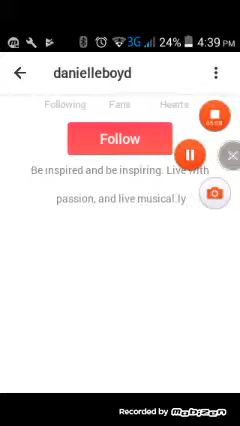 3G 24% 4:39 PM
danielleboyd
Following Fans Hearts
Follow
Be inspired and be inspiring. Live with
passion, and live musical.ly
Recorded by mobizen